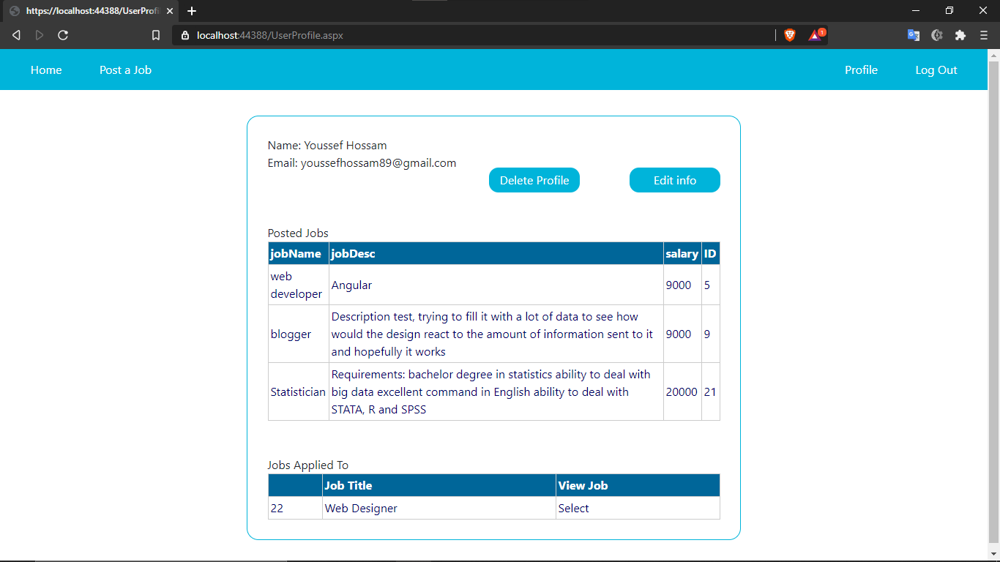 https://localhost:44388/UserProfi
localhost:44388/UserProfile.aspx
1
Home Post a Job Profile Log Out
Name: Youssef Hossam
Email: youssefhossam89@gmail.com
Delete Profile Edit info
Posted Jobs
jobName jobDesc salary ID
web
developer
Angular
9000 5
blogger
Description test, trying to fill it with a lot of data to see how
would the design react to the amount of information sent to it
and hopefully it works
9000 9
Statistician
Requirements: bachelor degree in statistics ability to deal with
big data excellent command in English ability to deal with
STATA, R and SPSS
20000 21
Jobs Applied To
Job Title View Job
22 Web Designer Select